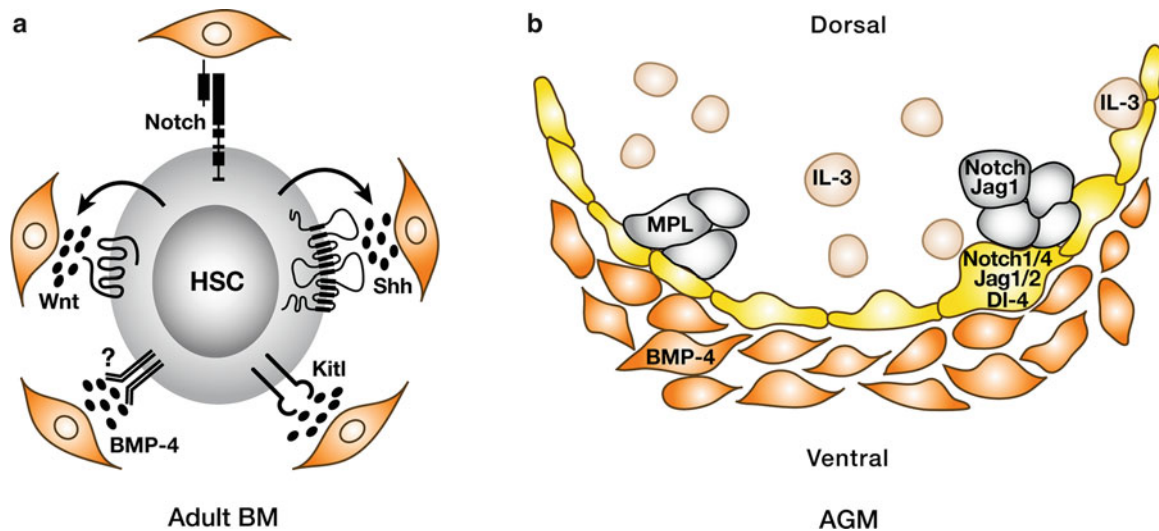 a
Notch
HSC
Wnt
Shh
?
BMP-4
Kitl
Adult BM
b
Dorsal
IL-3
IL-3
Notch
Jag1
MPL
Notch1/4
Jag1/2
Dl-4
BMP-4
Ventral
AGM